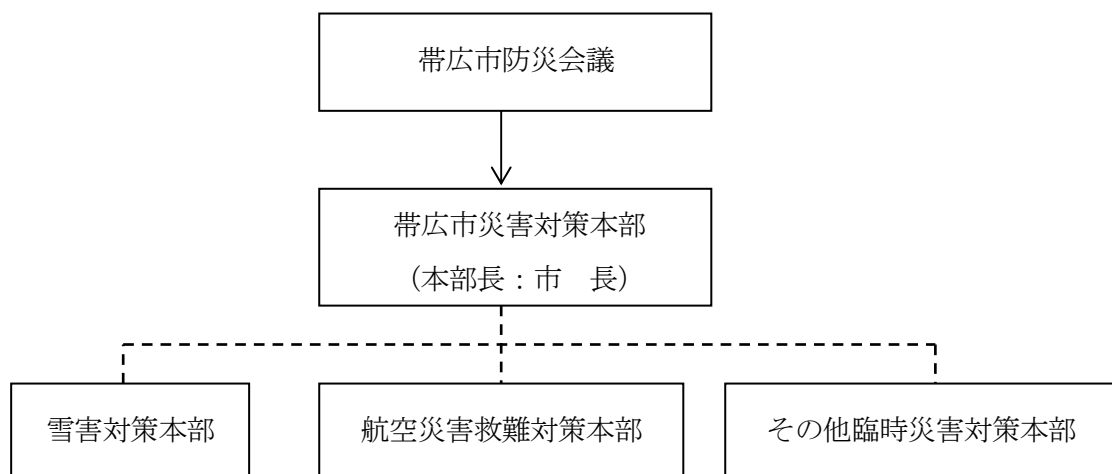 帯広市防災会議
帯広市災害対策本部
（本部長：市　長）
雪害対策本部
航空災害救難対策本部
その他臨時災害対策本部